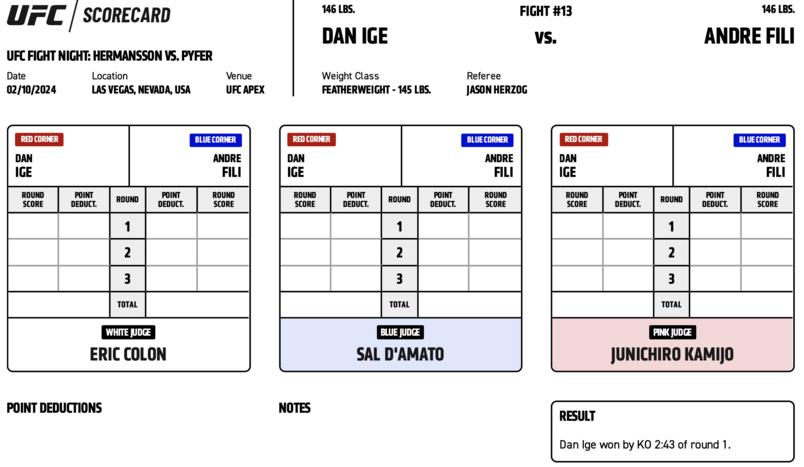 UFC / SCORECARD
UFC FIGHT NIGHT: HERMANSSON VS. PYFER
Date Location Venue
02/10/2024 LAS VEGAS, NEVADA, USA UFC APEX
146 LBS. FIGHT #13 146 LBS.
DAN IGE vs. ANDRE FILI
Weight Class Referee
FEATHERWEIGHT - 145 LBS. JASON HERZOG
RED CORNER BLUE CORNER
DAN ANDRE
IGE FILI
ROUND POINT ROUND POINT ROUND
SCORE DEDUCT. DEDUCT. SCORE
1
2
3
TOTAL
WHITE JUDGE
ERIC COLON
RED CORNER BLUE CORNER
DAN ANDRE
IGE FILI
ROUND POINT ROUND POINT ROUND
SCORE DEDUCT. DEDUCT. SCORE
1
2
3
TOTAL
BLUE JUDGE
SAL D'AMATO
RED CORNER BLUE CORNER
DAN ANDRE
IGE FILI
ROUND POINT ROUND POINT ROUND
SCORE DEDUCT. DEDUCT. SCORE
1
2
3
TOTAL
PINK JUDGE
JUNICHIRO KAMIJO
POINT DEDUCTIONS
NOTES
RESULT
Dan Ige won by KO 2:43 of round 1.